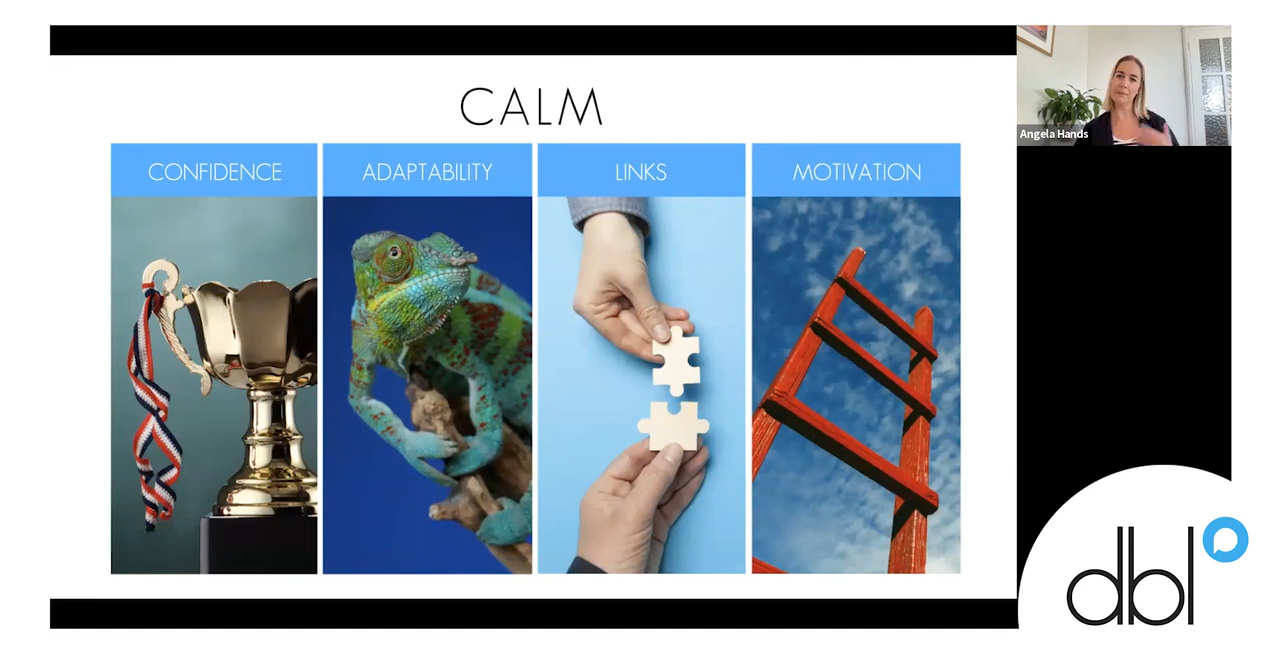 CALM
CONFIDENCE
ADAPTABILITY
LINKS
MOTIVATION
Angela Hands
dbl